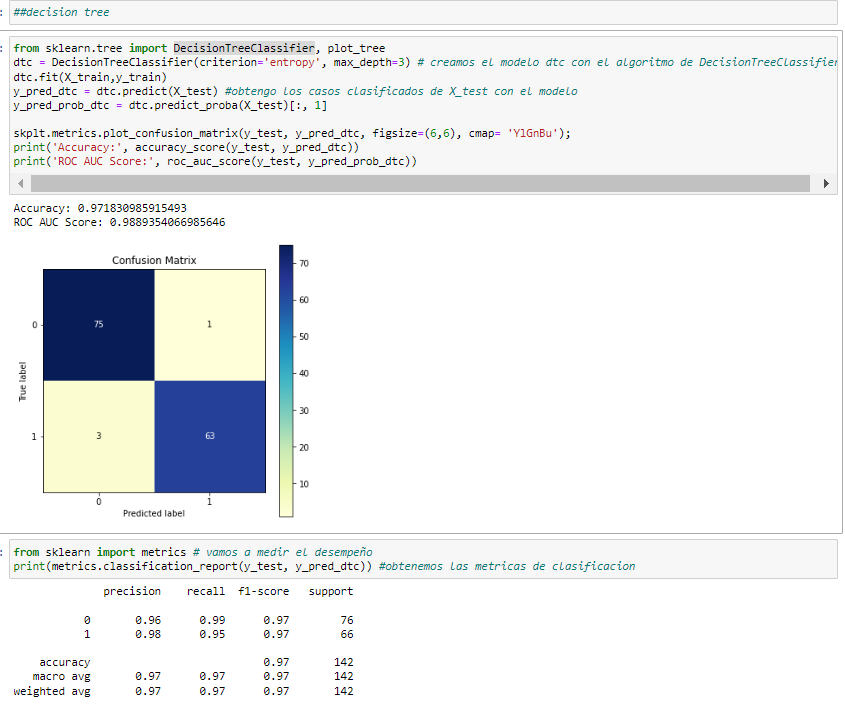 ##decision tree
from sklearn.tree import DecisionTreeClassifier, plot_tree
dtc = DecisionTreeClassifier(criterion='entropy', max_depth=3) # creamos el modelo dtc con el algoritmo de DecisionTreeClassifier
dtc.fit(X_train,y_train)
y_pred_dtc = dtc.predict(X_test) #obtengo los casos clasificados de X_test con el modelo
y_pred_prob_dtc = dtc.predict_proba(X_test)[:, 1]
skplt.metrics.plot_confusion_matrix(y_test, y_pred_dtc, figsize=(6,6), cmap= 'YlGnBu');
print('Accuracy:', accuracy_score(y_test, y_pred_dtc))
print('ROC AUC Score:', roc_auc_score(y_test, y_pred_prob_dtc))
Accuracy: 0.971830985915493
ROC AUC Score: 0.9889354066985646
Confusion Matrix
70
60
50
40
30
20
10
0
75
1
True label
1
3
63
0
1
Predicted label
from sklearn import metrics # vamos a medir el desempeño
print(metrics.classification_report(y_test, y_pred_dtc)) #obtenemos las metricas de clasificacion
precision recall f1-score support
0 0.96 0.99 0.97 76
1 0.98 0.95 0.97 66
accuracy 0.97 142
macro avg 0.97 0.97 0.97 142
weighted avg 0.97 0.97 0.97 142